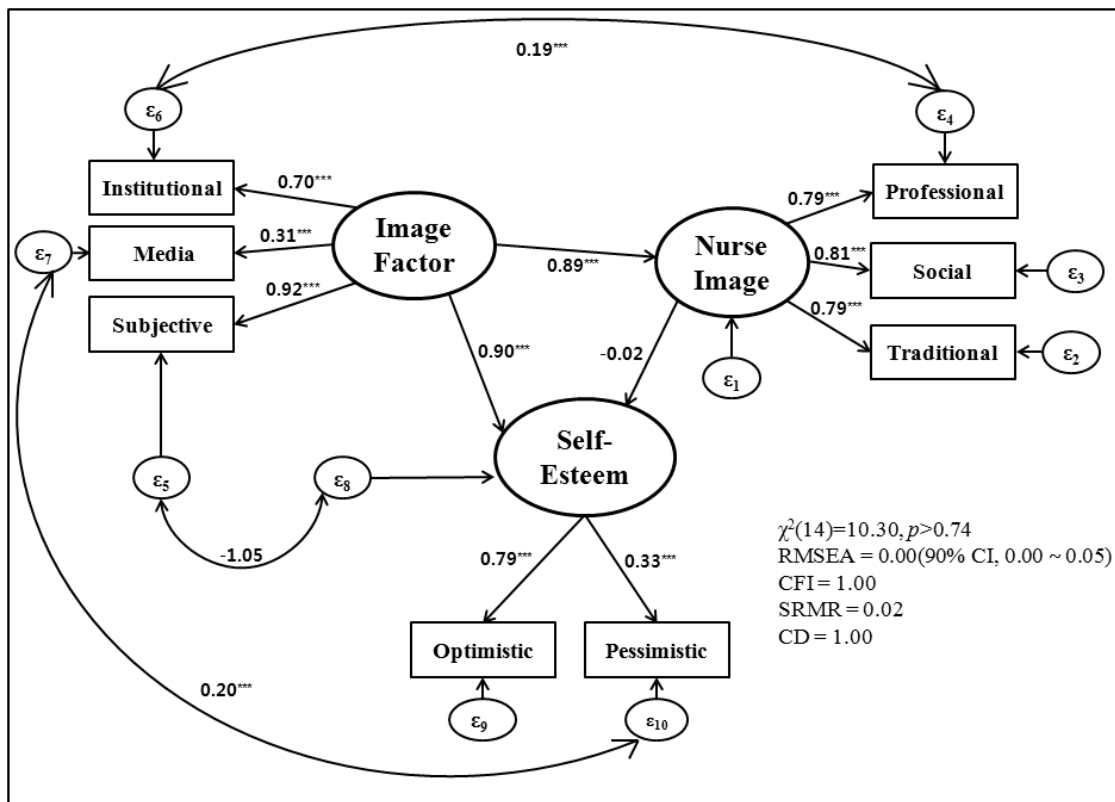 0.19***
ε6
ε4
Institutional
0.70***
Image
Factor
0.79***
Professional
ε7
Media
0.31***
0.89***
Nurse
Image
0.81***
Social
ε3
Subjective
0.92***
0.79***
Traditional
ε2
0.90***
-0.02
ε1
Self-
Esteem
ε5
ε8
-1.05
0.79***
0.33***
χ2(14)=10.30, p>0.74
RMSEA = 0.00(90% CI, 0.00 ~ 0.05)
CFI = 1.00
SRMR = 0.02
CD = 1.00
Optimistic
Pessimistic
0.20***
ε9
ε10